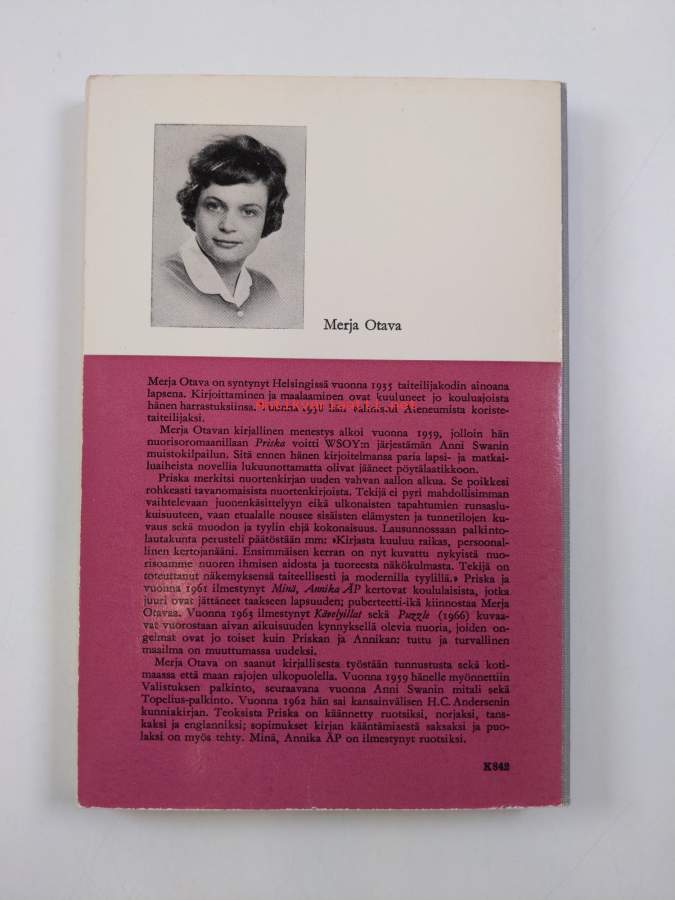 Merja Otava
Merja Otava on syntynyt Helsingissä vuonna 1935 taiteilijakodin ainoana
lapsena. Kirjoittaminen ja maalaaminen ovat kuuluneet jo kouluajoista
hänen harrastuksiinsa. Vuonna 1956 hän valmistui Ateneumista koriste-
taiteilijaksi.
Merja Otavan kirjallinen menestys alkoi vuonna 1959, jolloin hän
nuorisoromaanillaan Priska voitti WSOY:n järjestämän Anni Swanin
muistokilpailun. Sitä ennen hänen kirjoitelmansa paria lapsi- ja matkai-
luaiheista novellia lukuunottamatta olivat jääneet pöytälaatikkoon.
Priska merkitsi nuortenkirjan uuden vahvan aallon alkua. Se poikkesi
rohkeasti tavanomaisista nuortenkirjoista. Tekijä ei pyri mahdollisimman
vaihtelevaan juonenkäsittelyyn eikä ulkonaisten tapahtumien runsaslu-
kuisuuteen, vaan etualalle nousee sisäisten elämysten ja tunnetilojen ku-
vaus sekä muodon ja tyylin ehjä kokonaisuus. Lausunnossaan palkinto-
lautakunta perusteli päätöstään mm: »Kirjasta kuuluu raikas, persoonal-
linen kertojanääni. Ensimmäisen kerran on nyt kuvattu nykyistä nuo-
risoamme nuoren ihmisen aidosta ja tuoreesta näkökulmasta. Tekijä on
toteuttanut näkemyksensä taiteellisesti ja modernilla tyylillä.» Priska ja
vuonna 1961 ilmestynyt Minä, Annika ÄP kertovat koululaisista, jotka
juuri ovat jättäneet taakseen lapsuuden; puberteetti-ikä kiinnostaa Merja
Otavaa. Vuonna 1963 ilmestynyt Kävelyillat sekä Puzzle (1966) kuvaa-
vat vuorostaan aivan aikuisuuden kynnyksellä olevia nuoria, joiden on-
gelmat ovat jo toiset kuin Priskan ja Annikan: tuttu ja turvallinen
maailma on muuttumassa uudeksi.
Merja Otava on saanut kirjallisesta työstään tunnustusta sekä koti-
maassa että maan rajojen ulkopuolella. Vuonna 1959 hänelle myönnettiin
Valistuksen palkinto, seuraavana vuonna Anni Swanin mitali sekä
Topelius-palkinto. Vuonna 1962 hän sai kansainvälisen H.C. Andersenin
kunniakirjan. Teoksista Priska on käännetty ruotsiksi, norjaksi, tans-
kaksi ja englanniksi; sopimukset kirjan kääntämisestä saksaksi ja puo-
laksi on myös tehty. Minä, Annika ÄP on ilmestynyt ruotsiksi.
K842